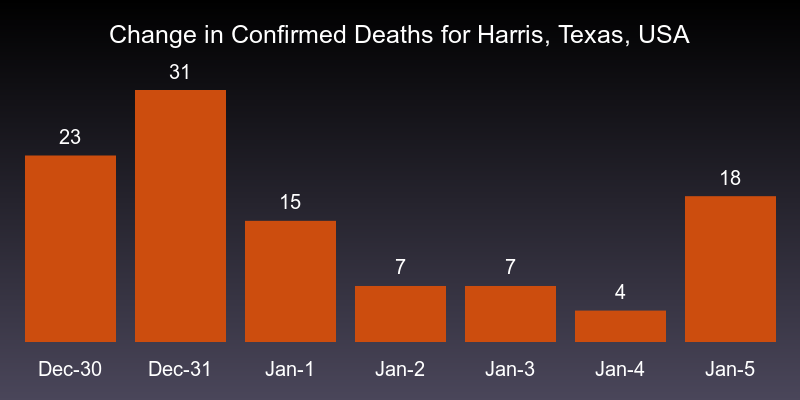 Change in Confirmed Deaths for Harris, Texas, USA
31
23
15
7
7
4
18
Dec-30
Dec-31
Jan-1
Jan-2
Jan-3
Jan-4
Jan-5